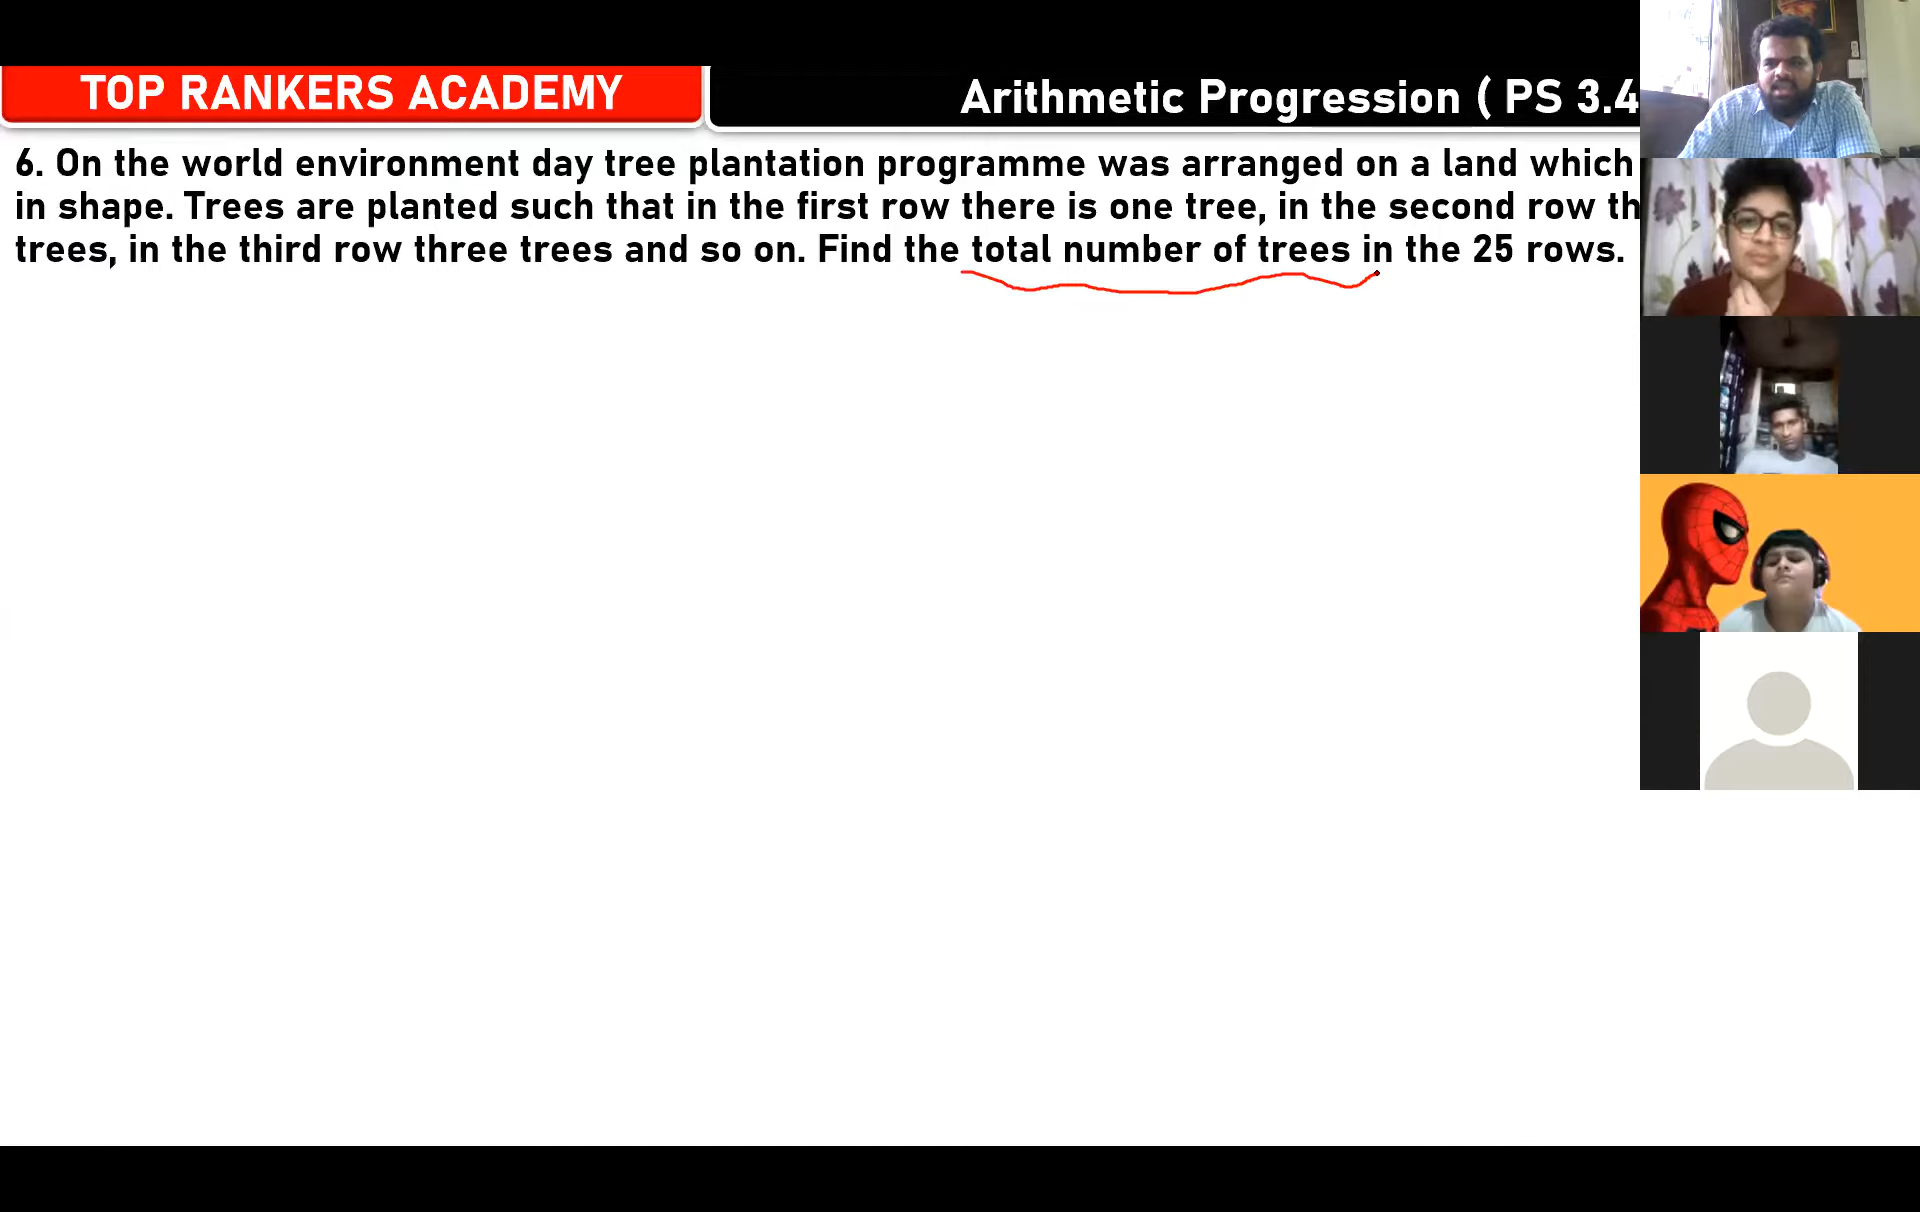 TOP RANKERS ACADEMY
Arithmetic Progression ( PS 3.4
6. On the world environment day tree plantation programme was arranged on a land which
in shape. Trees are planted such that in the first row there is one tree, in the second row th
trees, in the third row three trees and so on. Find the total number of trees in the 25 rows.